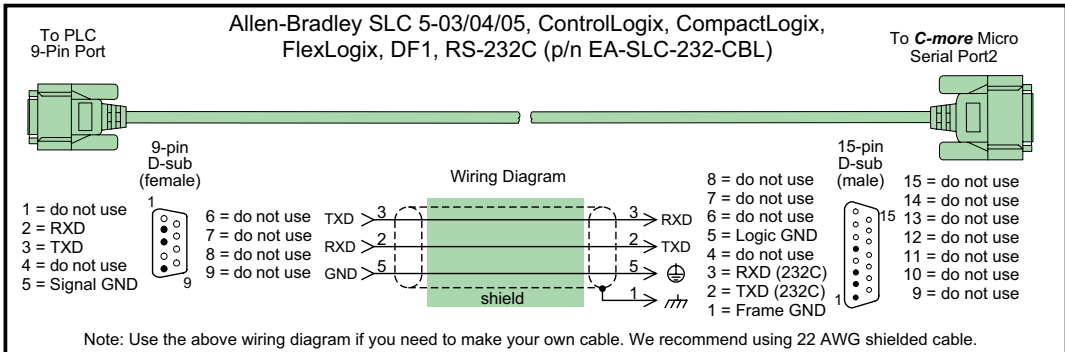 Allen-Bradley SLC 5-03/04/05, ControlLogix, CompactLogix,
FlexLogix, DF1, RS-232C (p/n EA-SLC-232-CBL)
To PLC
9-Pin Port
To C-more Micro
Serial Port2
9-pin
D-sub
(female)
1
9
1 = do not use
2 = RXD
3 = TXD
4 = do not use
5 = Signal GND
6 = do not use
7 = do not use
8 = do not use
9 = do not use
Wiring Diagram
TXD 3 3 RXD
RXD 2 2 TXD
GND 5 5
1
shield
8 = do not use
7 = do not use
6 = do not use
5 = Logic GND
4 = do not use
3 = RXD (232C)
2 = TXD (232C)
1 = Frame GND
15-pin
D-sub
(male)
15
1
15 = do not use
14 = do not use
13 = do not use
12 = do not use
11 = do not use
10 = do not use
9 = do not use
Note: Use the above wiring diagram if you need to make your own cable. We recommend using 22 AWG shielded cable.